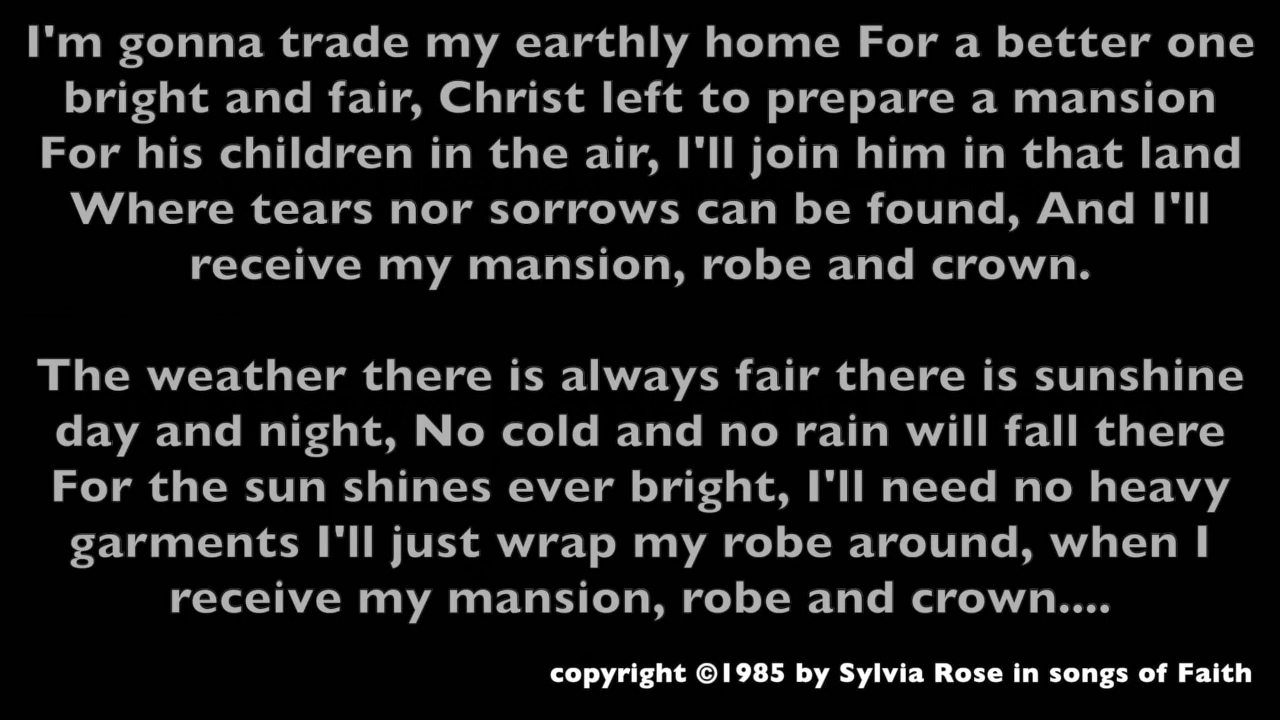 I'm gonna trade my earthly home For a better one
bright and fair, Christ left to prepare a mansion
For his children in the air, I'll join him in that land
Where tears nor sorrows can be found, And I'll
receive my mansion, robe and crown.
The weather there is always fair there is sunshine
day and night, No cold and no rain will fall there
For the sun shines ever bright, I'll need no heavy
garments I'll just wrap my robe around, when I
receive my mansion, robe and crown....
copyright ©1985 by Sylvia Rose in songs of Faith